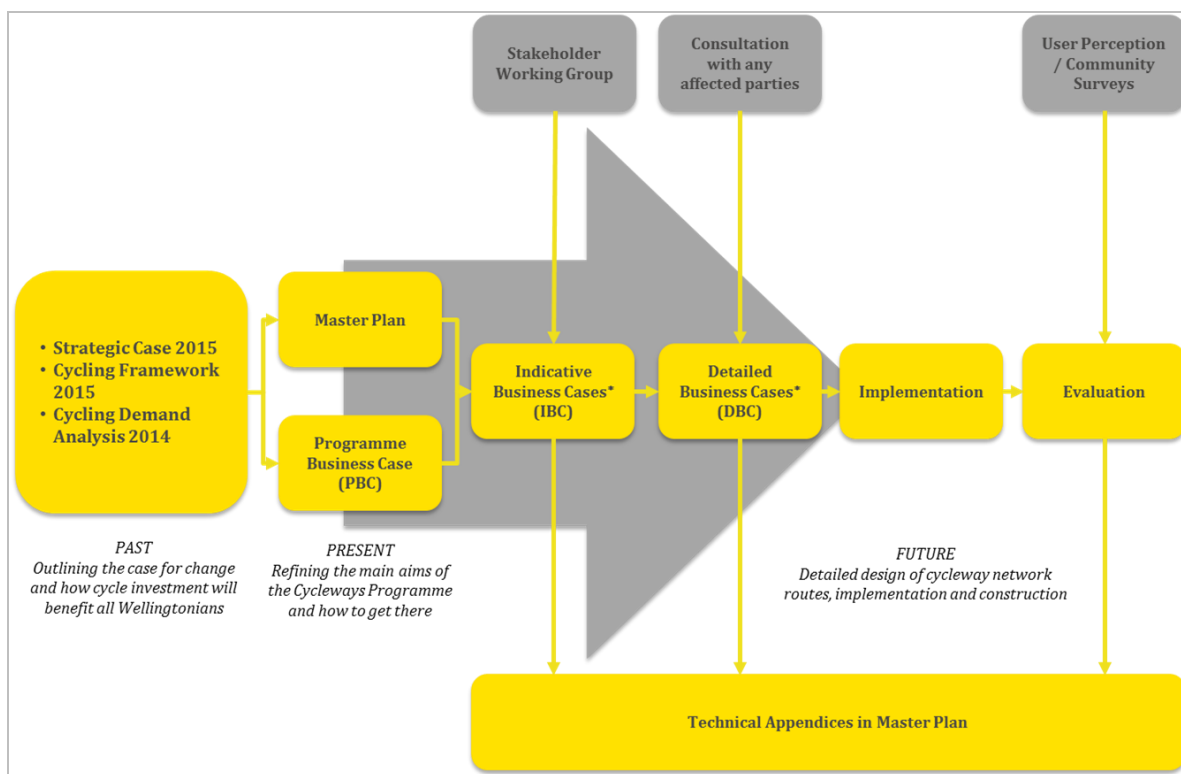 Stakeholder
Working Group
Consultation
with any
affected parties
User Perception
/ Community
Surveys
• Strategic Case 2015
• Cycling Framework
2015
• Cycling Demand
Analysis 2014
Master Plan
Programme
Business Case
(PBC)
Indicative
Business Cases*
(IBC)
Detailed
Business Cases*
(DBC)
Implementation
Evaluation
PAST
Outlining the case for change
and how cycle investment will
benefit all Wellingtonians
PRESENT
Refining the main aims of
the Cycleways Programme
and how to get there
FUTURE
Detailed design of cycleway network
routes, implementation and construction
Technical Appendices in Master Plan